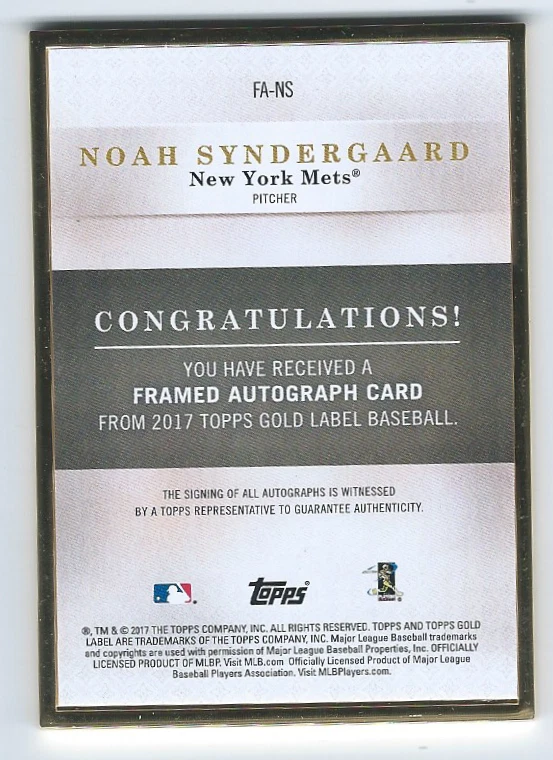 FA-NS
NOAH SYNDERGAARD
New York Mets®
PITCHER
CONGRATULATIONS!
YOU HAVE RECEIVED A
FRAMED AUTOGRAPH CARD
FROM 2017 TOPPS GOLD LABEL BASEBALL.
THE SIGNING OF ALL AUTOGRAPHS IS WITNESSED
BY A TOPPS REPRESENTATIVE TO GUARANTEE AUTHENTICITY.
Topps®
®, TM & © 2017 THE TOPPS COMPANY, INC. ALL RIGHTS RESERVED. TOPPS AND TOPPS GOLD
LABEL ARE TRADEMARKS OF THE TOPPS COMPANY, INC. Major League Baseball trademarks
and copyrights are used with permission of Major League Baseball Properties, Inc. OFFICIALLY
LICENSED PRODUCT OF MLBP. Visit MLB.com Officially Licensed Product of Major League
Baseball Players Association. Visit MLBPlayers.com.